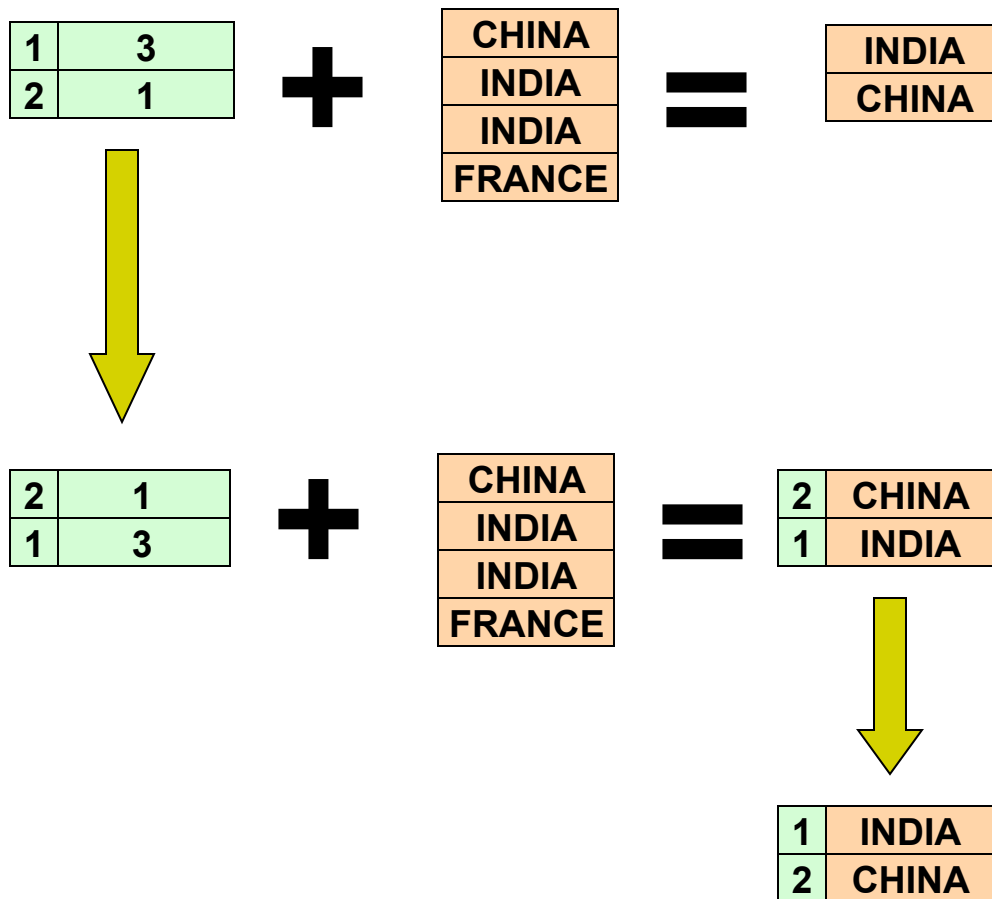 1 3 CHINA INDIA
2 1 INDIA CHINA
INDIA
FRANCE
2 1 CHINA 2 CHINA
1 3 INDIA 1 INDIA
INDIA
FRANCE
1 INDIA
2 CHINA